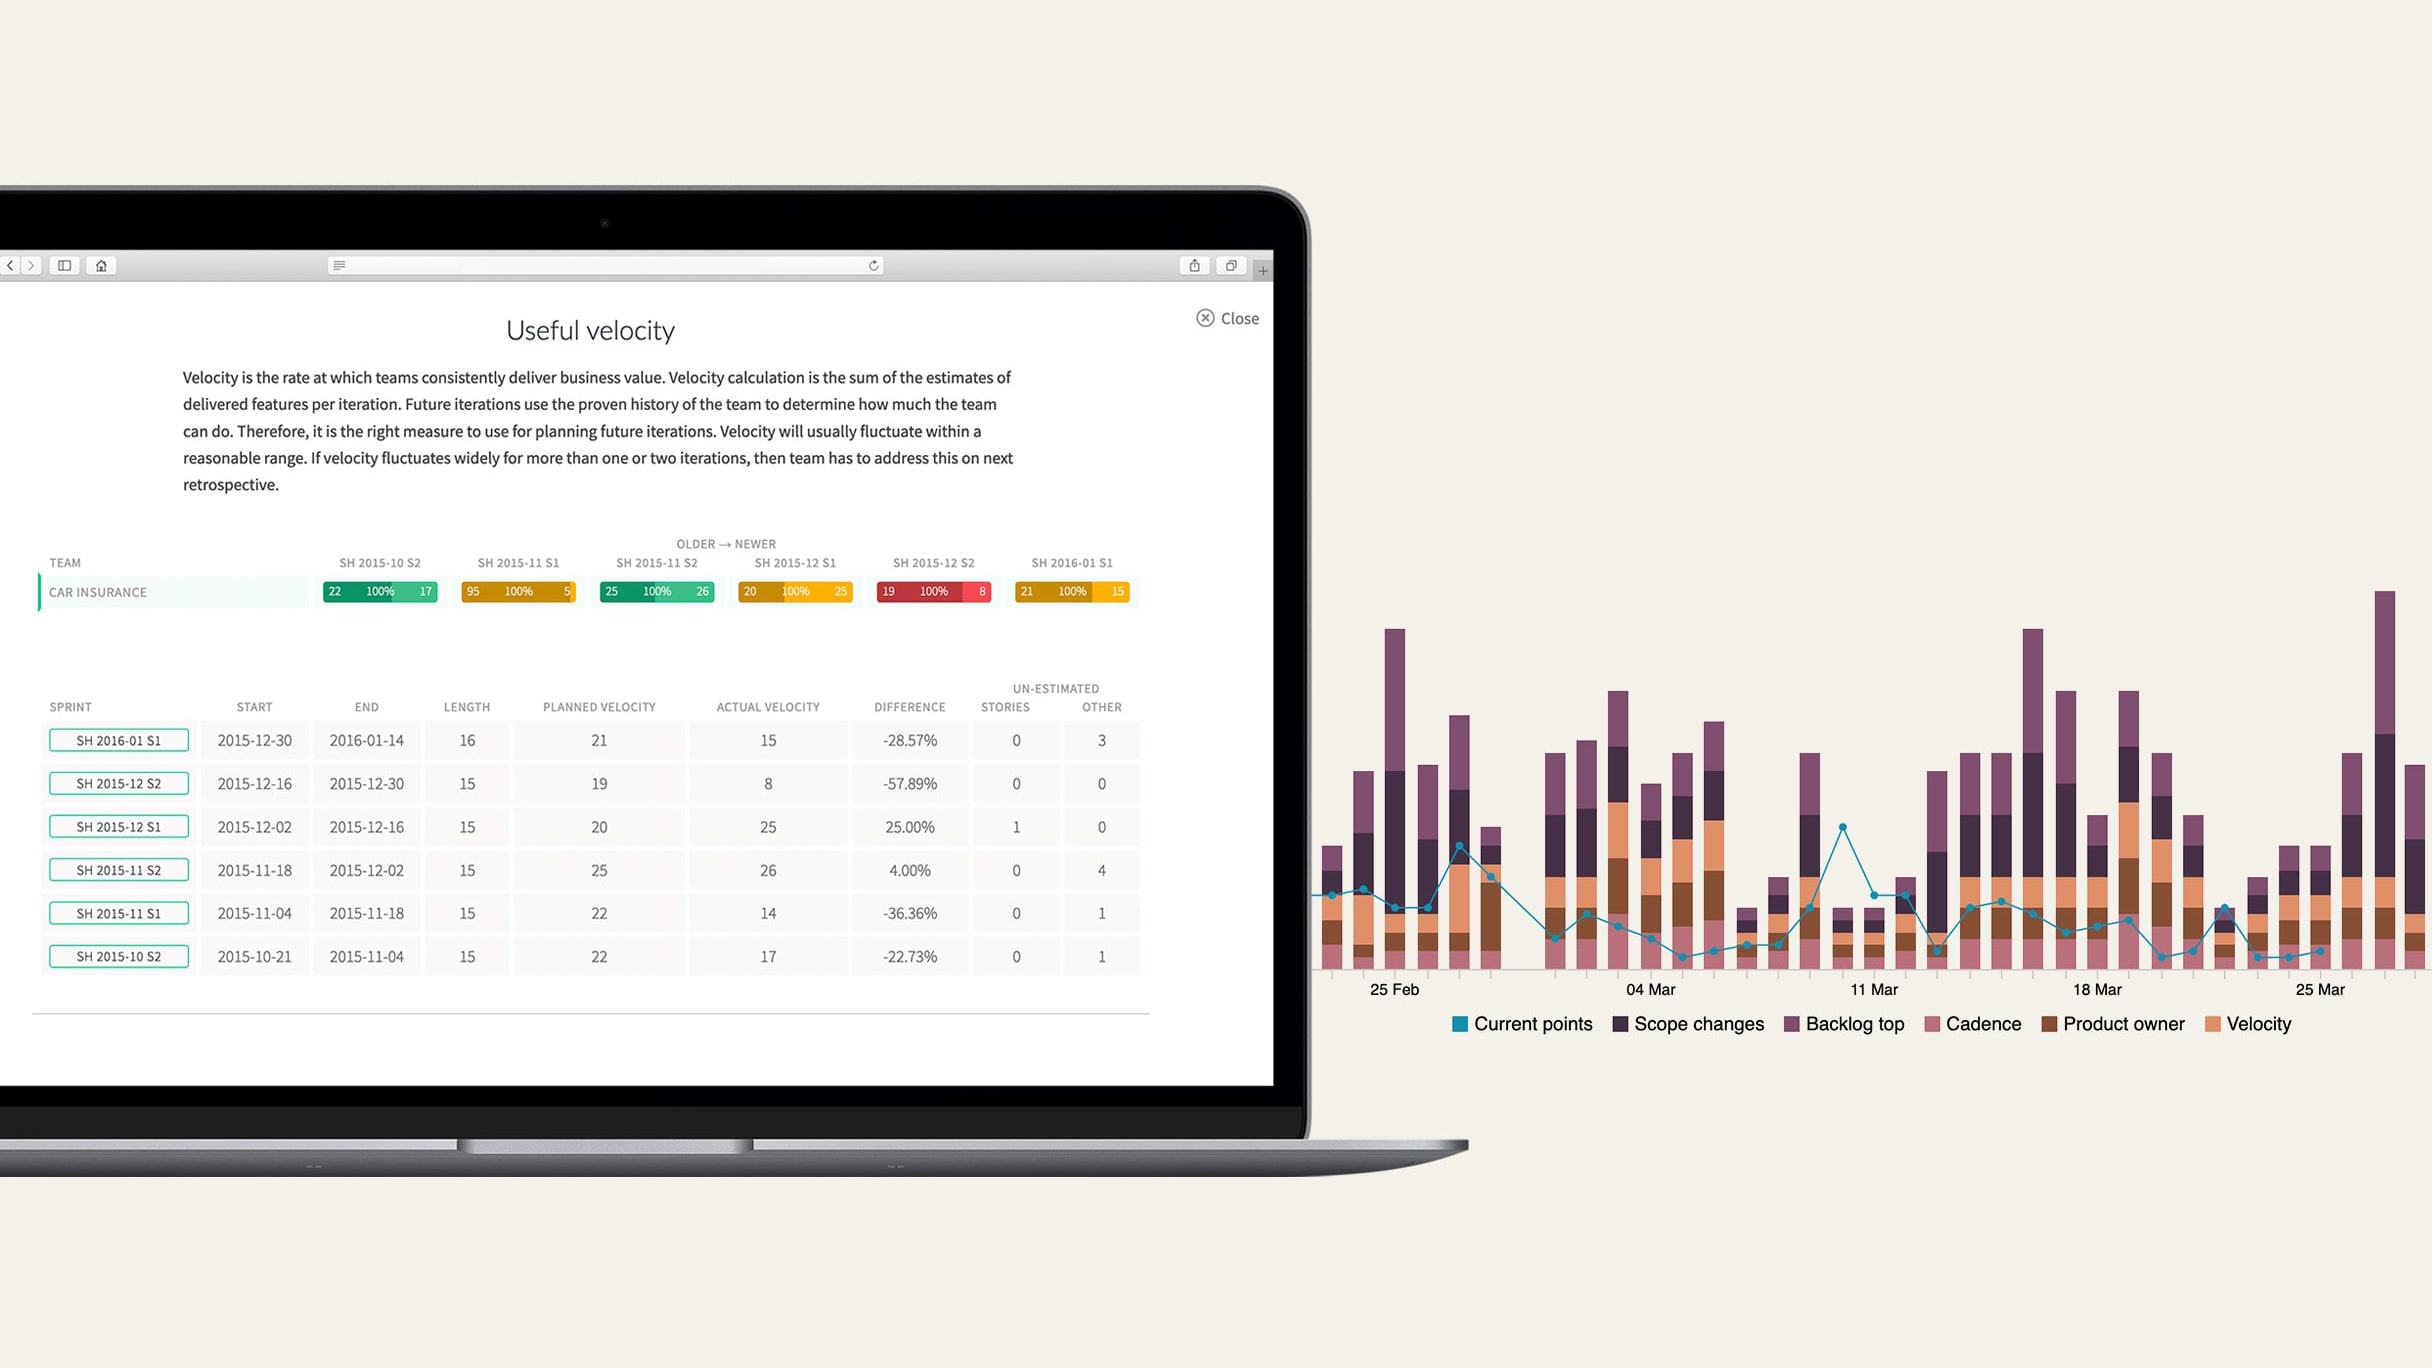 Close
Useful velocity
Velocity is the rate at which teams consistently deliver business value. Velocity calculation is the sum of the estimates of
delivered features per iteration. Future iterations use the proven history of the team to determine how much the team
can do. Therefore, it is the right measure to use for planning future iterations. Velocity will usually fluctuate within a
reasonable range. If velocity fluctuates widely for more than one or two iterations, then team has to address this on next
retrospective.
OLDER → NEWER
TEAM SH 2015-10 S2 SH 2015-11 S1 SH 2015-11 S2 SH 2015-12 S1 SH 2015-12 S2 SH 2016-01 S1
CAR INSURANCE 22 100% 17 95 100% 5 25 100% 26 20 100% 25 19 100% 8 21 100% 15
UN-ESTIMATED
SPRINT START END LENGTH PLANNED VELOCITY ACTUAL VELOCITY DIFFERENCE STORIES OTHER
SH 2016-01 S1 2015-12-30 2016-01-14 16 21 15 -28.57% 0 3
SH 2015-12 S2 2015-12-16 2015-12-30 15 19 8 -57.89% 0 0
SH 2015-12 S1 2015-12-02 2015-12-16 15 20 25 25.00% 1 0
SH 2015-11 S2 2015-11-18 2015-12-02 15 25 26 4.00% 0 4
SH 2015-11 S1 2015-11-04 2015-11-18 15 22 14 -36.36% 0 1
SH 2015-10 S2 2015-10-21 2015-11-04 15 22 17 -22.73% 0 1
25 Feb 04 Mar 11 Mar 18 Mar 25 Mar
Current points Scope changes Backlog top Cadence Product owner Velocity